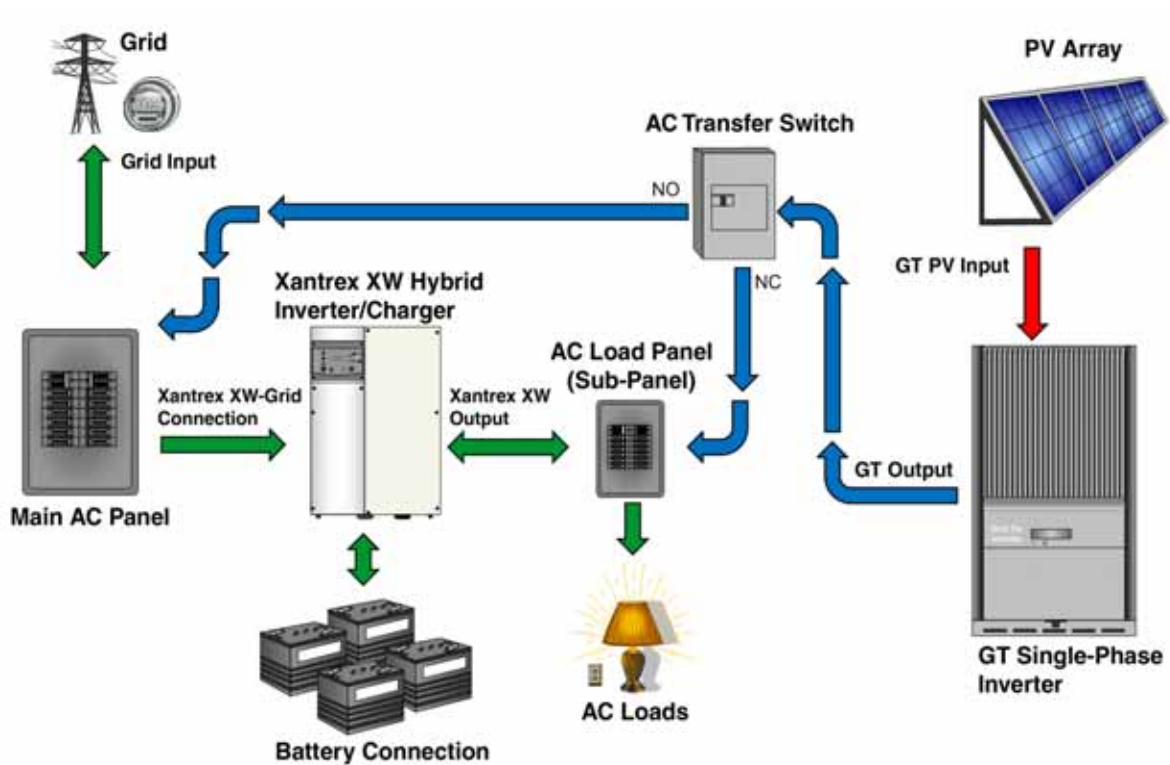 Grid
PV Array
AC Transfer Switch
Grid Input
NO
GT PV Input
Xantrex XW Hybrid
Inverter/Charger
NC
AC Load Panel
(Sub-Panel)
Xantrex XW-Grid
Connection
Xantrex XW
Output
GT Output
Main AC Panel
AC Loads
GT Single-Phase
Inverter
Battery Connection